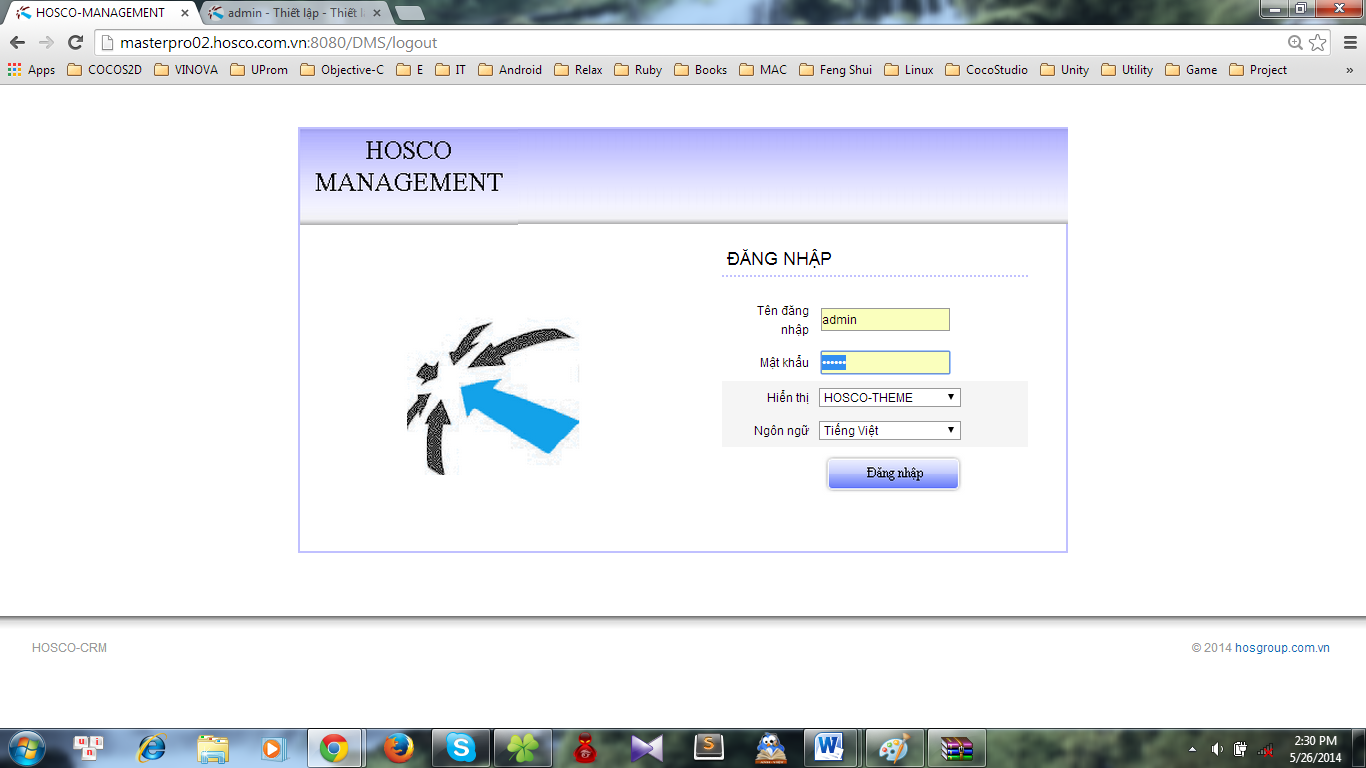 HOSCO-MANAGEMENT
admin - Thiết lập - Thiết l
masterpro02.hosco.com.vn:8080/DMS/logout
Apps COCOS2D VINOVA UProm Objective-C E IT Android Relax Ruby Books MAC Feng Shui Linux CocoStudio Unity Utility Game Project »
HOSCO
MANAGEMENT
ĐĂNG NHẬP
Tên đăng
nhập
admin
Mật khẩu
••••••
Hiển thị
HOSCO-THEME
Ngôn ngữ
Tiếng Việt
Đăng nhập
HOSCO-CRM
© 2014 hosgroup.com.vn
2:30 PM
5/26/2014